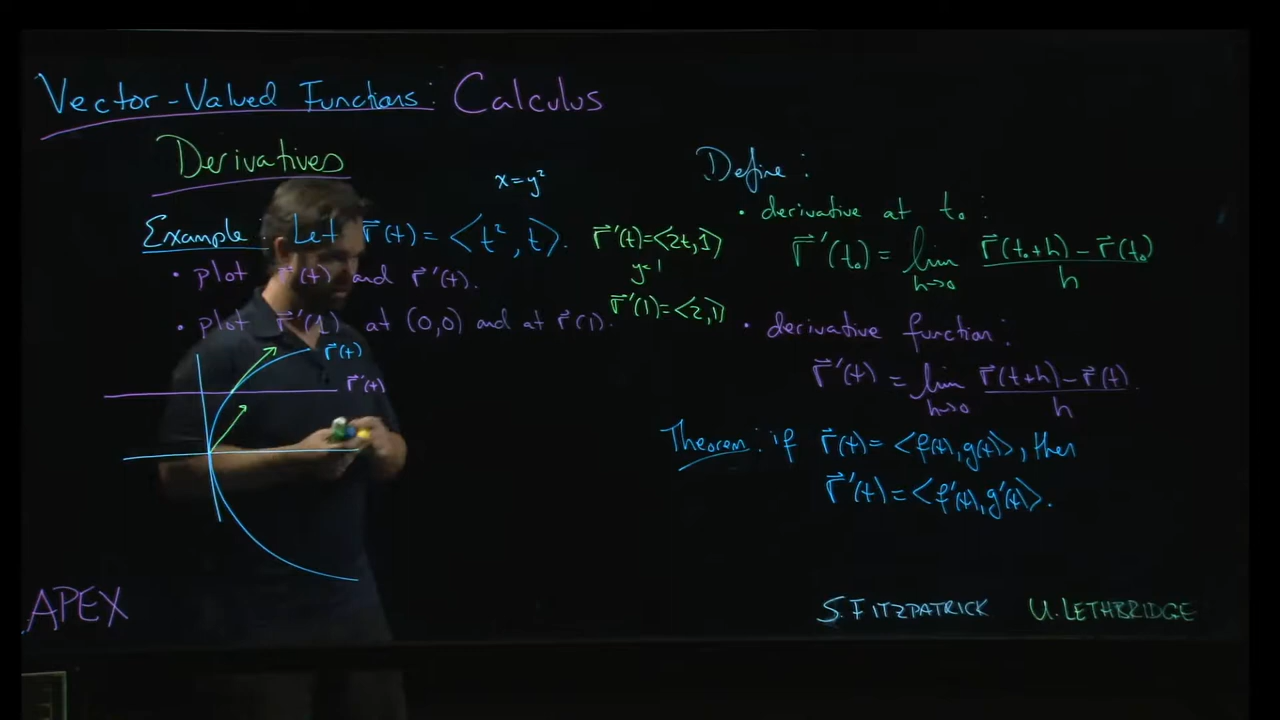 Vector-Valued Functions: Calculus
Derivatives
x=y²
Example: Let r⃗(t) = <t², t>.
• plot r⃗(t) and r⃗'(t).
• plot r⃗'(1) at (0,0) and at r⃗(1).
r⃗'(t)=<2t,1>
y=1
r⃗'(1)=<2,1>
r⃗(t)
r⃗'(t)
Define:
• derivative at t₀:
r⃗'(t₀) = lim h→0 (r⃗(t₀+h) − r⃗(t₀))/h
• derivative function:
r⃗'(t) = lim h→0 (r⃗(t+h) − r⃗(t))/h.
Theorem: if r⃗(t) = <f(t), g(t)>, then
r⃗'(t) = <f'(t), g'(t)>.
APEX
S. FITZPATRICK U. LETHBRIDGE